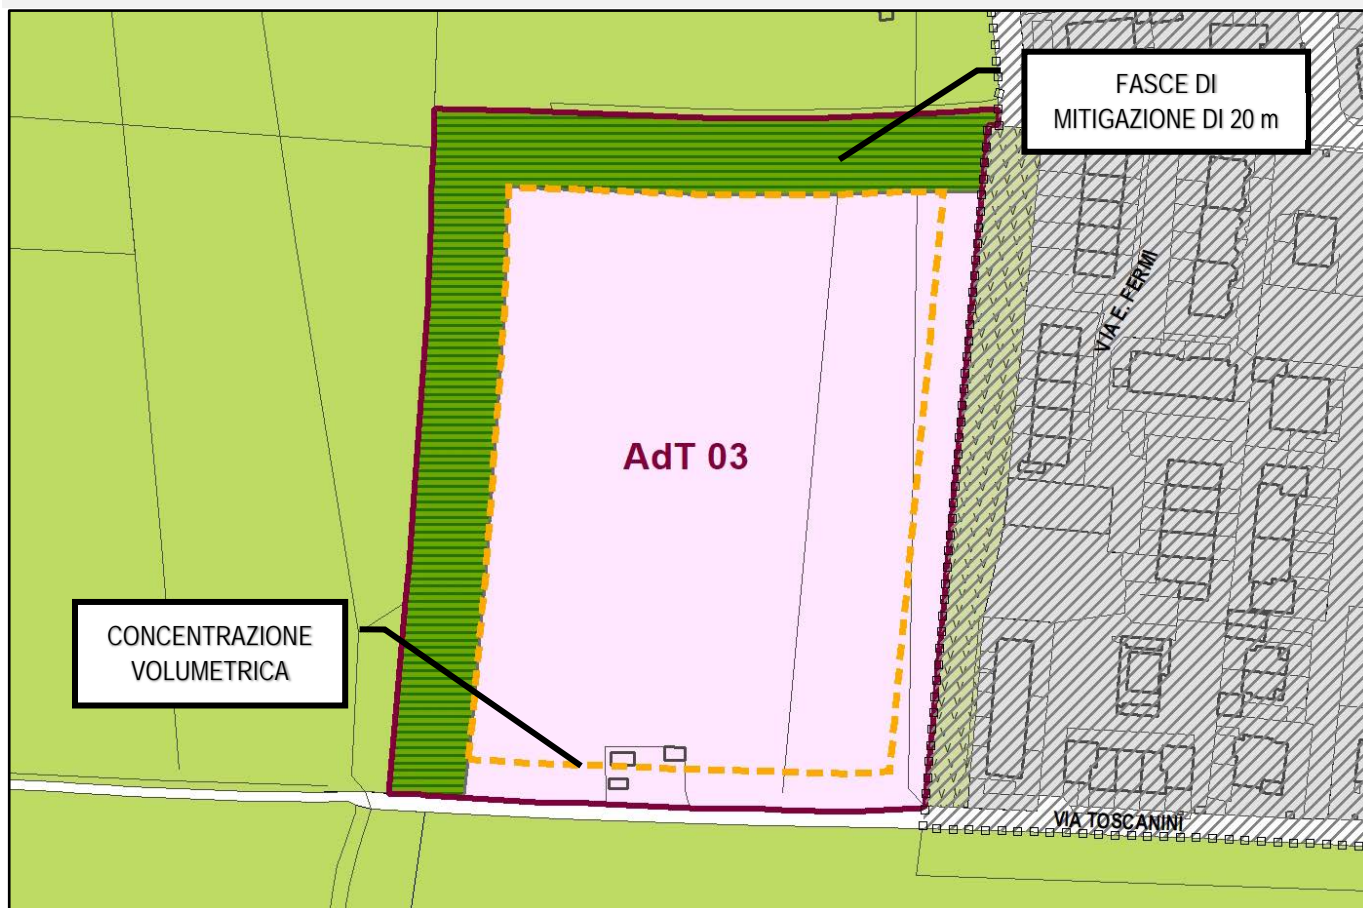 FASCE DI
MITIGAZIONE DI 20 m
VIA E. FERMI
AdT 03
CONCENTRAZIONE
VOLUMETRICA
VIA TOSCANINI